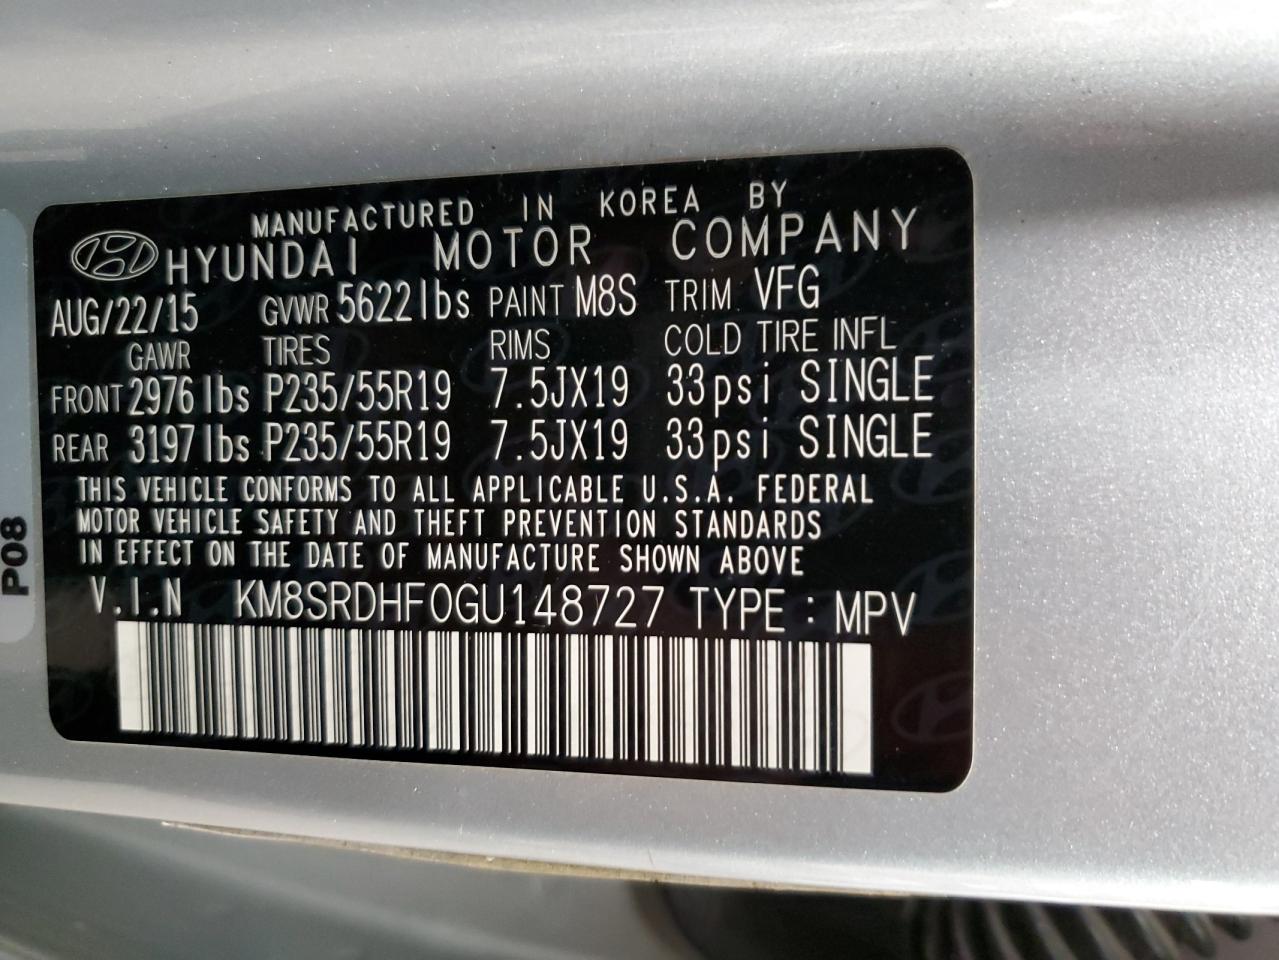 MANUFACTURED IN KOREA BY
HYUNDAI MOTOR COMPANY
AUG/22/15 GVWR 5622lbs PAINT M8S TRIM VFG
GAWR TIRES RIMS COLD TIRE INFL
FRONT 2976lbs P235/55R19 7.5JX19 33psi SINGLE
REAR 3197lbs P235/55R19 7.5JX19 33psi SINGLE
THIS VEHICLE CONFORMS TO ALL APPLICABLE U.S.A. FEDERAL
MOTOR VEHICLE SAFETY AND THEFT PREVENTION STANDARDS
IN EFFECT ON THE DATE OF MANUFACTURE SHOWN ABOVE
V.I.N KM8SRDHF0GU148727 TYPE : MPV
P08